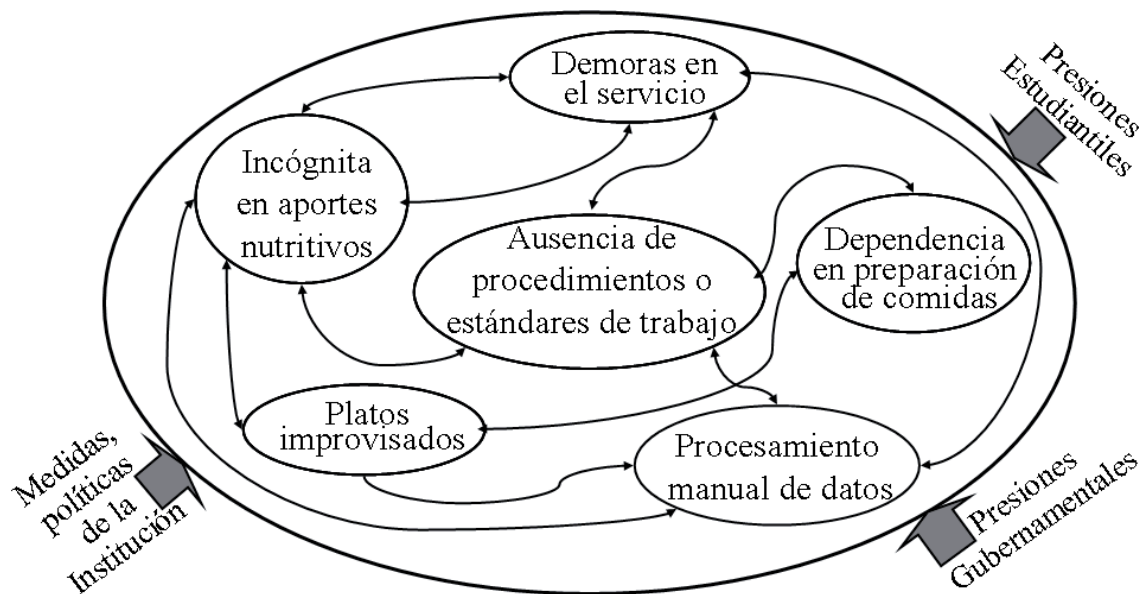 Demoras en
el servicio
Presiones
Estudiantiles
Incógnita
en aportes
nutritivos
Ausencia de
procedimientos o
estándares de trabajo
Dependencia
en preparación
de comidas
Platos
improvisados
Procesamiento
manual de datos
Medidas,
políticas
de la
Institución
Presiones
Gubernamentales